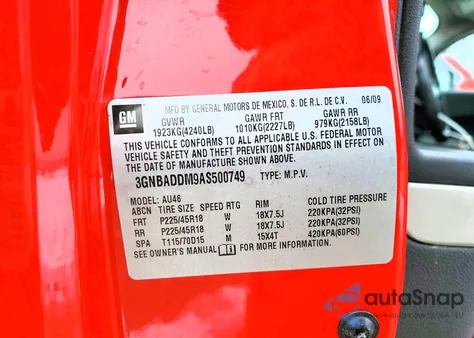 GM
MFD BY GENERAL MOTORS DE MEXICO, S. DE R.L. DE C.V. 06/09
GVWR GAWR FRT GAWR RR
1923KG(4240LB) 1010KG(2227LB) 979KG(2158LB)
THIS VEHICLE CONFORMS TO ALL APPLICABLE U.S. FEDERAL MOTOR
VEHICLE SAFETY, AND THEFT PREVENTION STANDARDS IN EFFECT ON
THE DATE OF MANUFACTURE SHOWN ABOVE.
3GNBADDM9AS500749 TYPE: M.P.V.
MODEL: AU46
ABCN TIRE SIZE SPEED RTG RIM COLD TIRE PRESSURE
FRT P225/45R18 W 18X7.5J 220KPA(32PSI)
RR P225/45R18 W 18X7.5J 220KPA(32PSI)
SPA T115/70D15 M 15X4T 420KPA(60PSI)
SEE OWNER'S MANUAL FOR MORE INFORMATION.
autoSnap